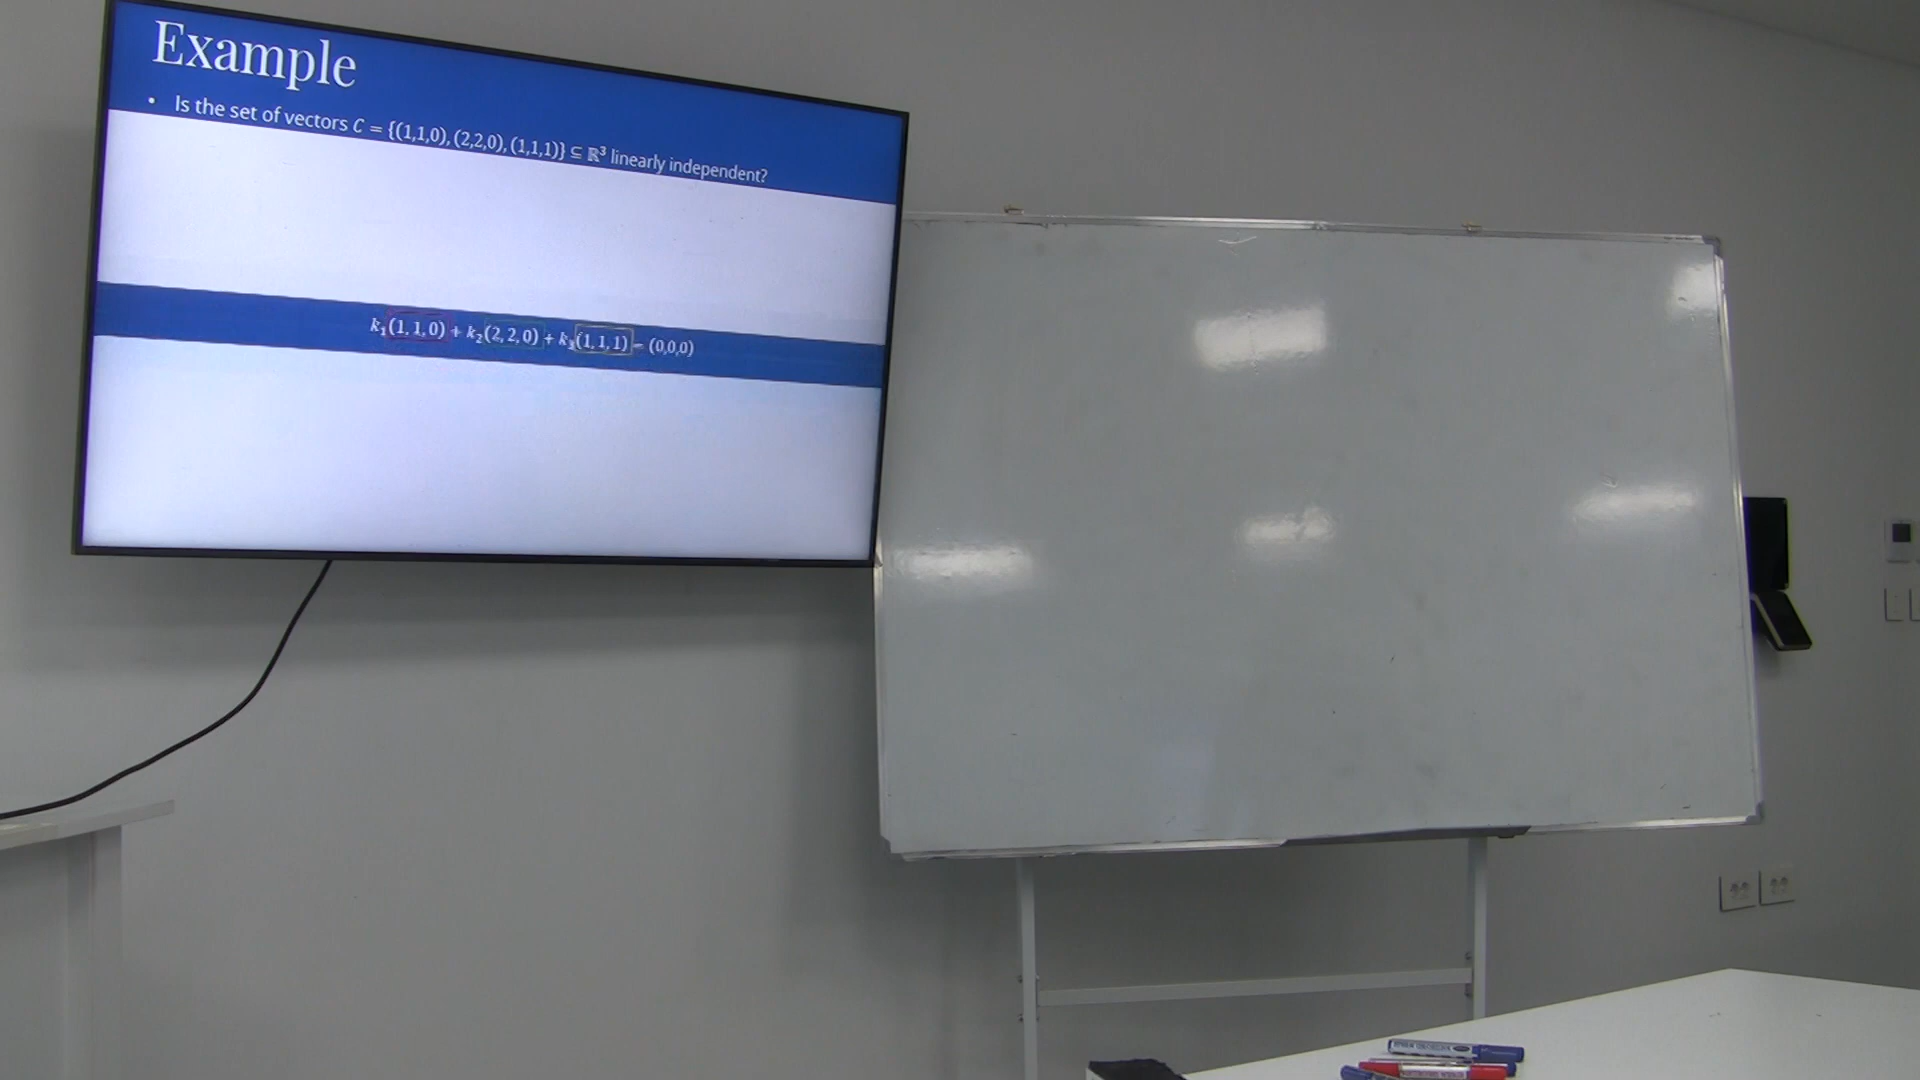 Example
• Is the set of vectors C = {(1,1,0), (2,2,0), (1,1,1)} ⊆ ℝ³ linearly independent?
k₁(1, 1, 0) + k₂(2, 2, 0) + k₃(1, 1, 1) = (0,0,0)